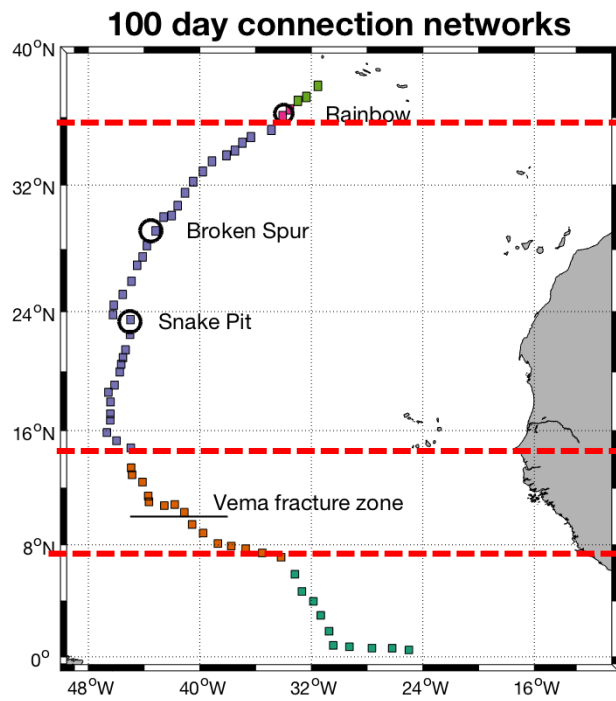 100 day connection networks
40°N
Rainbow
32°N
Broken Spur
24°N
Snake Pit
16°N
Vema fracture zone
8°N
0°
48°W
40°W
32°W
24°W
16°W